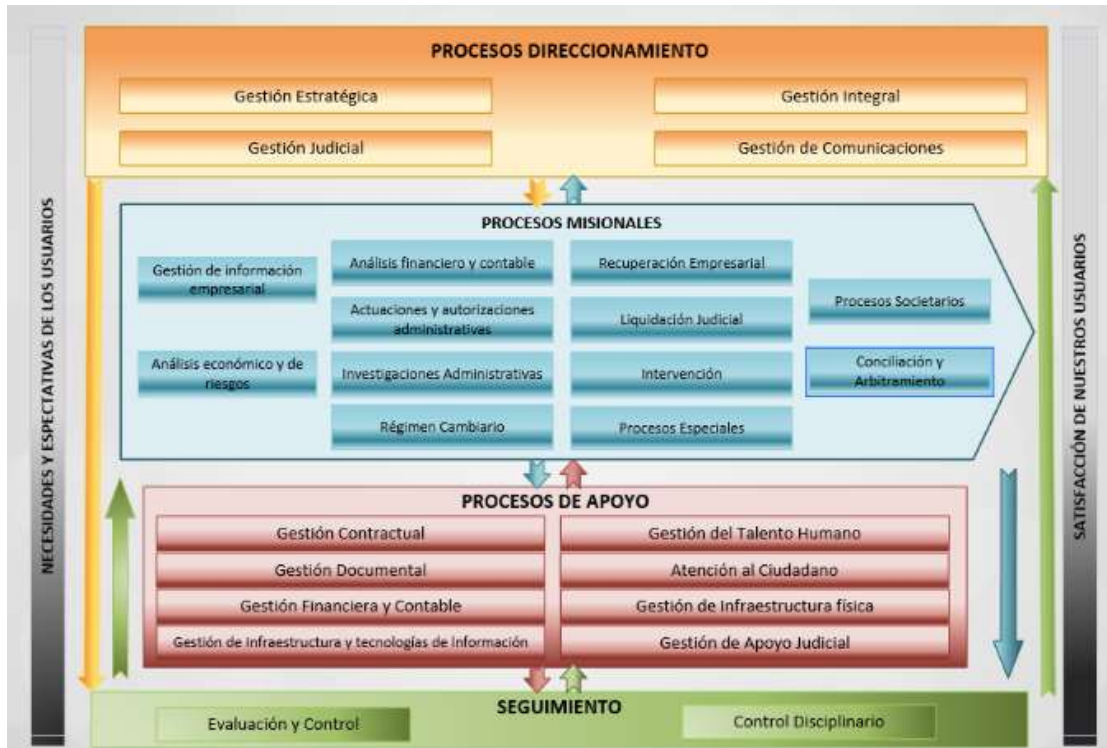 PROCESOS DIRECCIONAMIENTO
Gestión Estratégica
Gestión Integral
Gestión Judicial
Gestión de Comunicaciones
NECESIDADES Y ESPECTATIVAS DE LOS USUARIOS
PROCESOS MISIONALES
Gestión de información
empresarial
Análisis económico y de
riesgos
Análisis financiero y contable
Actuaciones y autorizaciones
administrativas
Investigaciones Administrativas
Régimen Cambiario
Recuperación Empresarial
Liquidación Judicial
Intervención
Procesos Especiales
Procesos Societarios
Conciliación y
Arbitramiento
SATISFACCIÓN DE NUESTROS USUARIOS
PROCESOS DE APOYO
Gestión Contractual
Gestión del Talento Humano
Gestión Documental
Atención al Ciudadano
Gestión Financiera y Contable
Gestión de Infraestructura física
Gestión de Infraestructura y tecnologías de Información
Gestión de Apoyo Judicial
SEGUIMIENTO
Evaluación y Control
Control Disciplinario